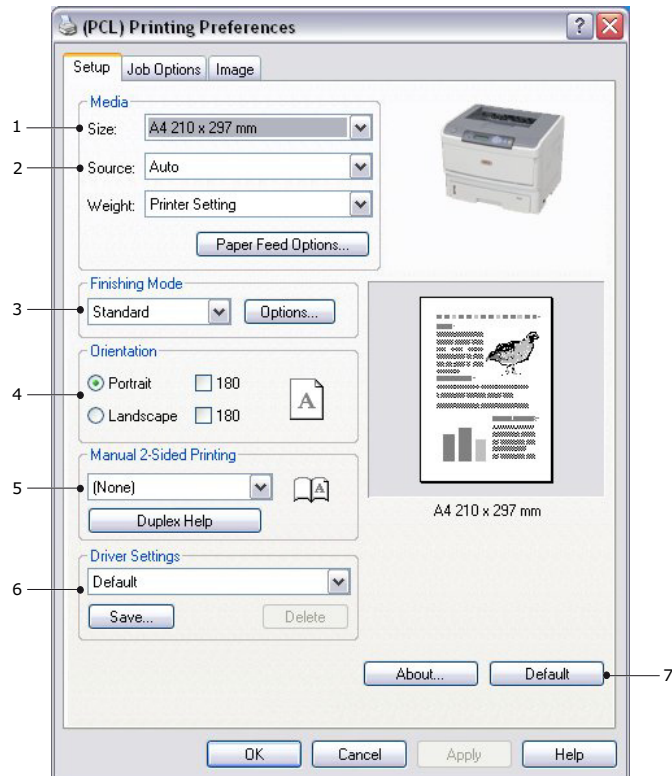 (PCL) Printing Preferences
Setup Job Options Image
Media
1 Size: A4 210 x 297 mm
2 Source: Auto
Weight: Printer Setting
Paper Feed Options...
Finishing Mode
3 Standard Options...
Orientation
4 Portrait 180
Landscape 180
A
Manual 2-Sided Printing
5 (None) A
Duplex Help
A4 210 x 297 mm
Driver Settings
6 Default
Save... Delete
About... Default 7
OK Cancel Apply Help